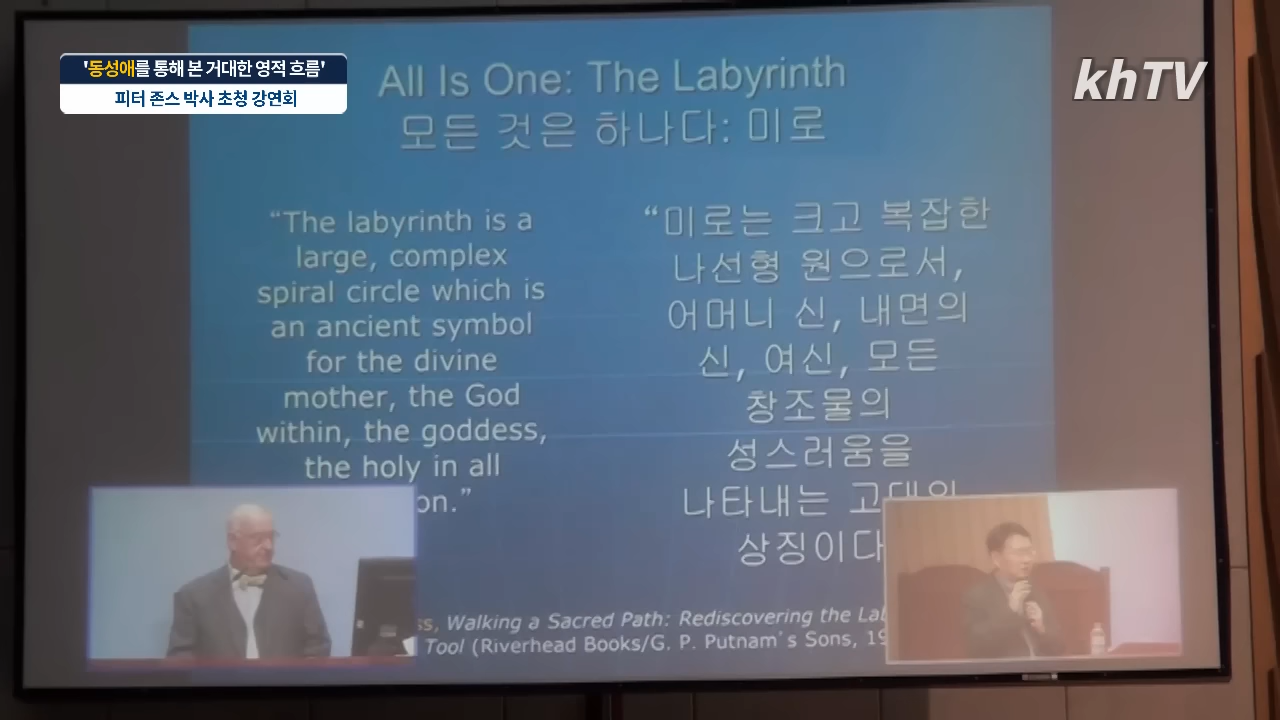 '동성애를 통해 본 거대한 영적 흐름'
피터 존스 박사 초청 강연회
khTV
All Is One: The Labyrinth
모든 것은 하나다: 미로
“The labyrinth is a
large, complex
spiral circle which is
an ancient symbol
for the divine
mother, the God
within, the goddess,
the holy in all
on.”
“미로는 크고 복잡한
나선형 원으로서,
어머니 신, 내면의
신, 여신, 모든
창조물의
성스러움을
나타내는 고대의
상징이다
Walking a Sacred Path: Rediscovering the
Tool (Riverhead Books/G. P. Putnam's Sons,